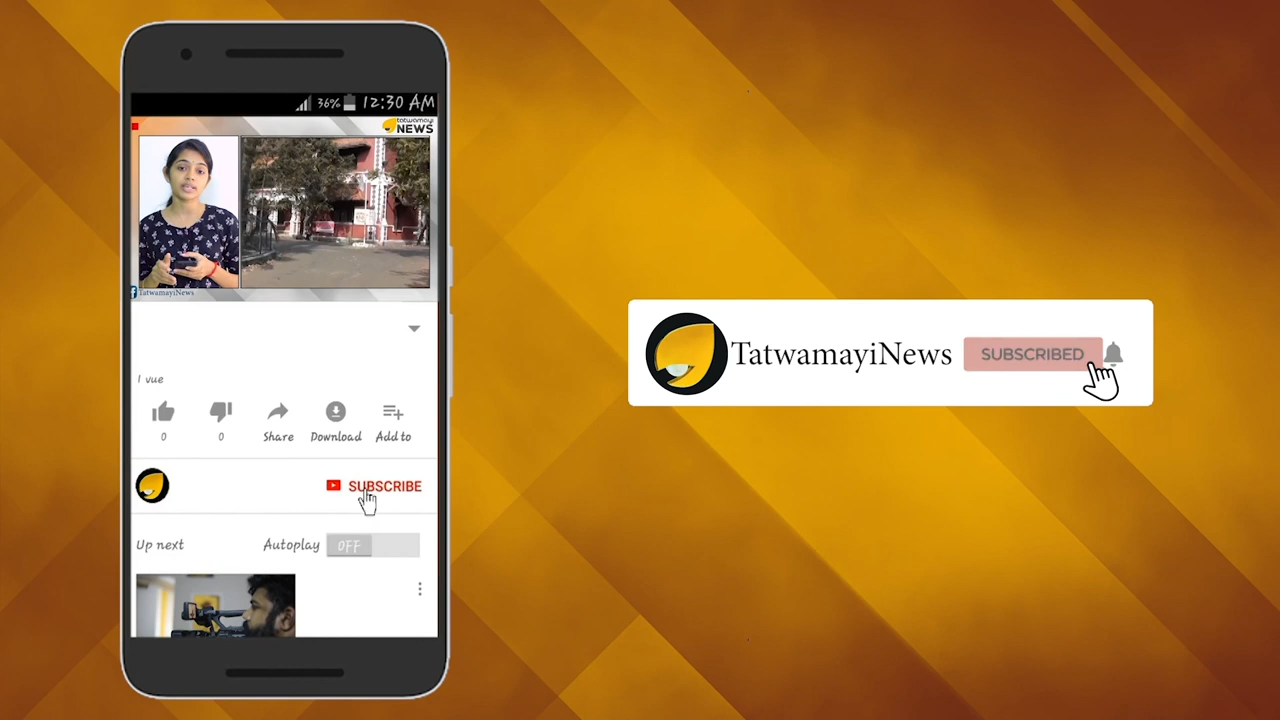 36% 12:30 AM
tatwamayi
NEWS
TatwamayiNews
1 vue
0 0 Share Download Add to
SUBSCRIBE
Up next Autoplay OFF
TatwamayiNews SUBSCRIBED